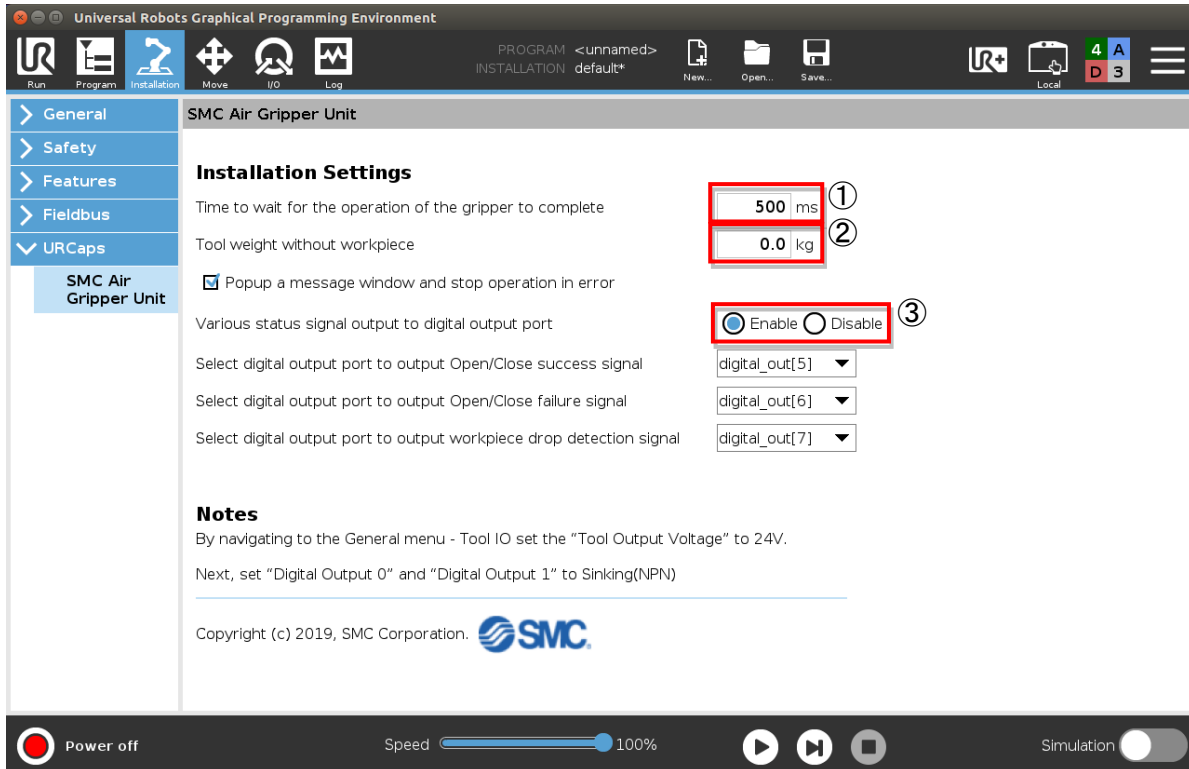 Universal Robots Graphical Programming Environment
PROGRAM <unnamed>
INSTALLATION default*
Run
Program
Installation
Move
I/O
Log
New...
Open...
Save...
UR+
Local
4 A
D 3
General
Safety
Features
Fieldbus
URCaps
SMC Air
Gripper Unit
SMC Air Gripper Unit
Installation Settings
Time to wait for the operation of the gripper to complete 500 ms ①
Tool weight without workpiece 0.0 kg ②
Popup a message window and stop operation in error
Various status signal output to digital output port Enable Disable ③
Select digital output port to output Open/Close success signal digital_out[5]
Select digital output port to output Open/Close failure signal digital_out[6]
Select digital output port to output workpiece drop detection signal digital_out[7]
Notes
By navigating to the General menu - Tool IO set the “Tool Output Voltage” to 24V.
Next, set “Digital Output 0” and “Digital Output 1” to Sinking(NPN)
Copyright (c) 2019, SMC Corporation. SMC.
Power off
Speed 100%
Simulation